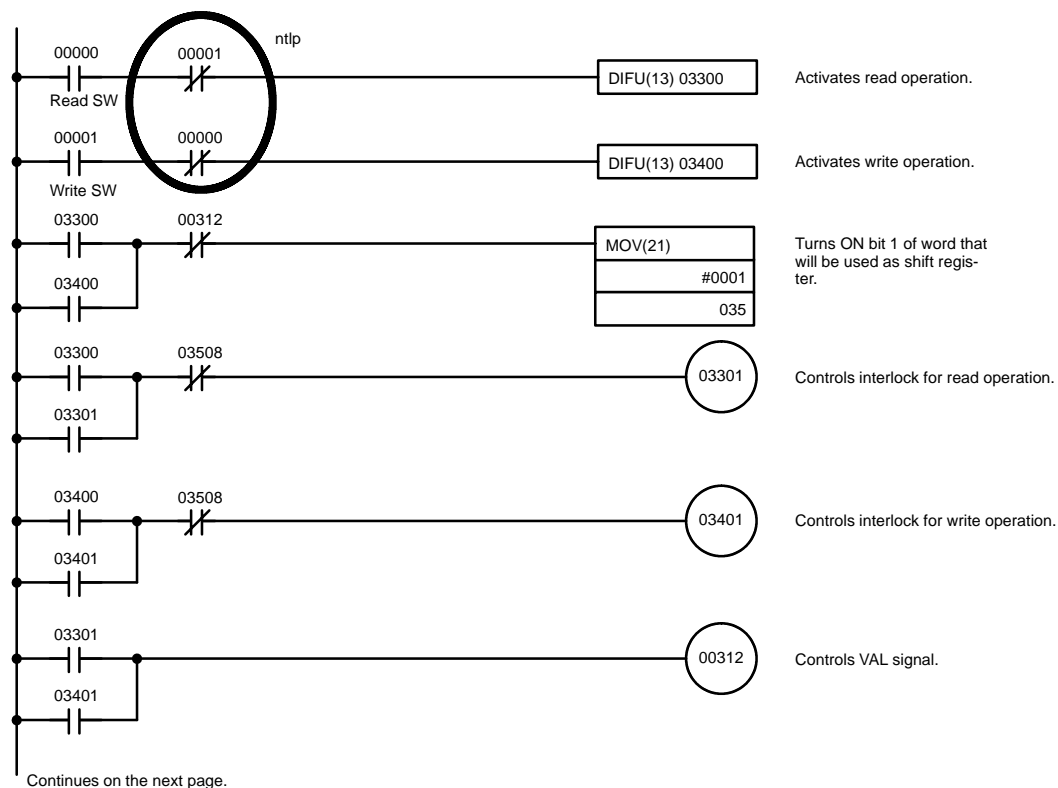 ntlp
00000
00001
DIFU(13) 03300
Activates read operation.
Read SW
00001
00000
DIFU(13) 03400
Activates write operation.
Write SW
03300
00312
MOV(21)
#0001
035
Turns ON bit 1 of word that
will be used as shift regis-
ter.
03400
03300
03508
03301
Controls interlock for read operation.
03301
03400
03508
03401
Controls interlock for write operation.
03401
03301
00312
Controls VAL signal.
03401
Continues on the next page.